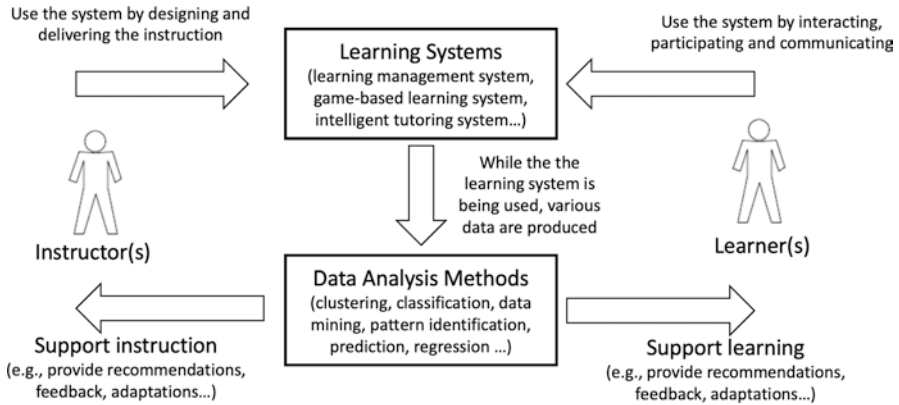 Use the system by designing and
delivering the instruction
Use the system by interacting,
participating and communicating
Learning Systems
(learning management system,
game-based learning system,
intelligent tutoring system...)
While the the
learning system is
being used, various
data are produced
Instructor(s)
Learner(s)
Data Analysis Methods
(clustering, classification, data
mining, pattern identification,
prediction, regression ...)
Support instruction
(e.g., provide recommendations,
feedback, adaptations...)
Support learning
(e.g., provide recommendations,
feedback, adaptations...)